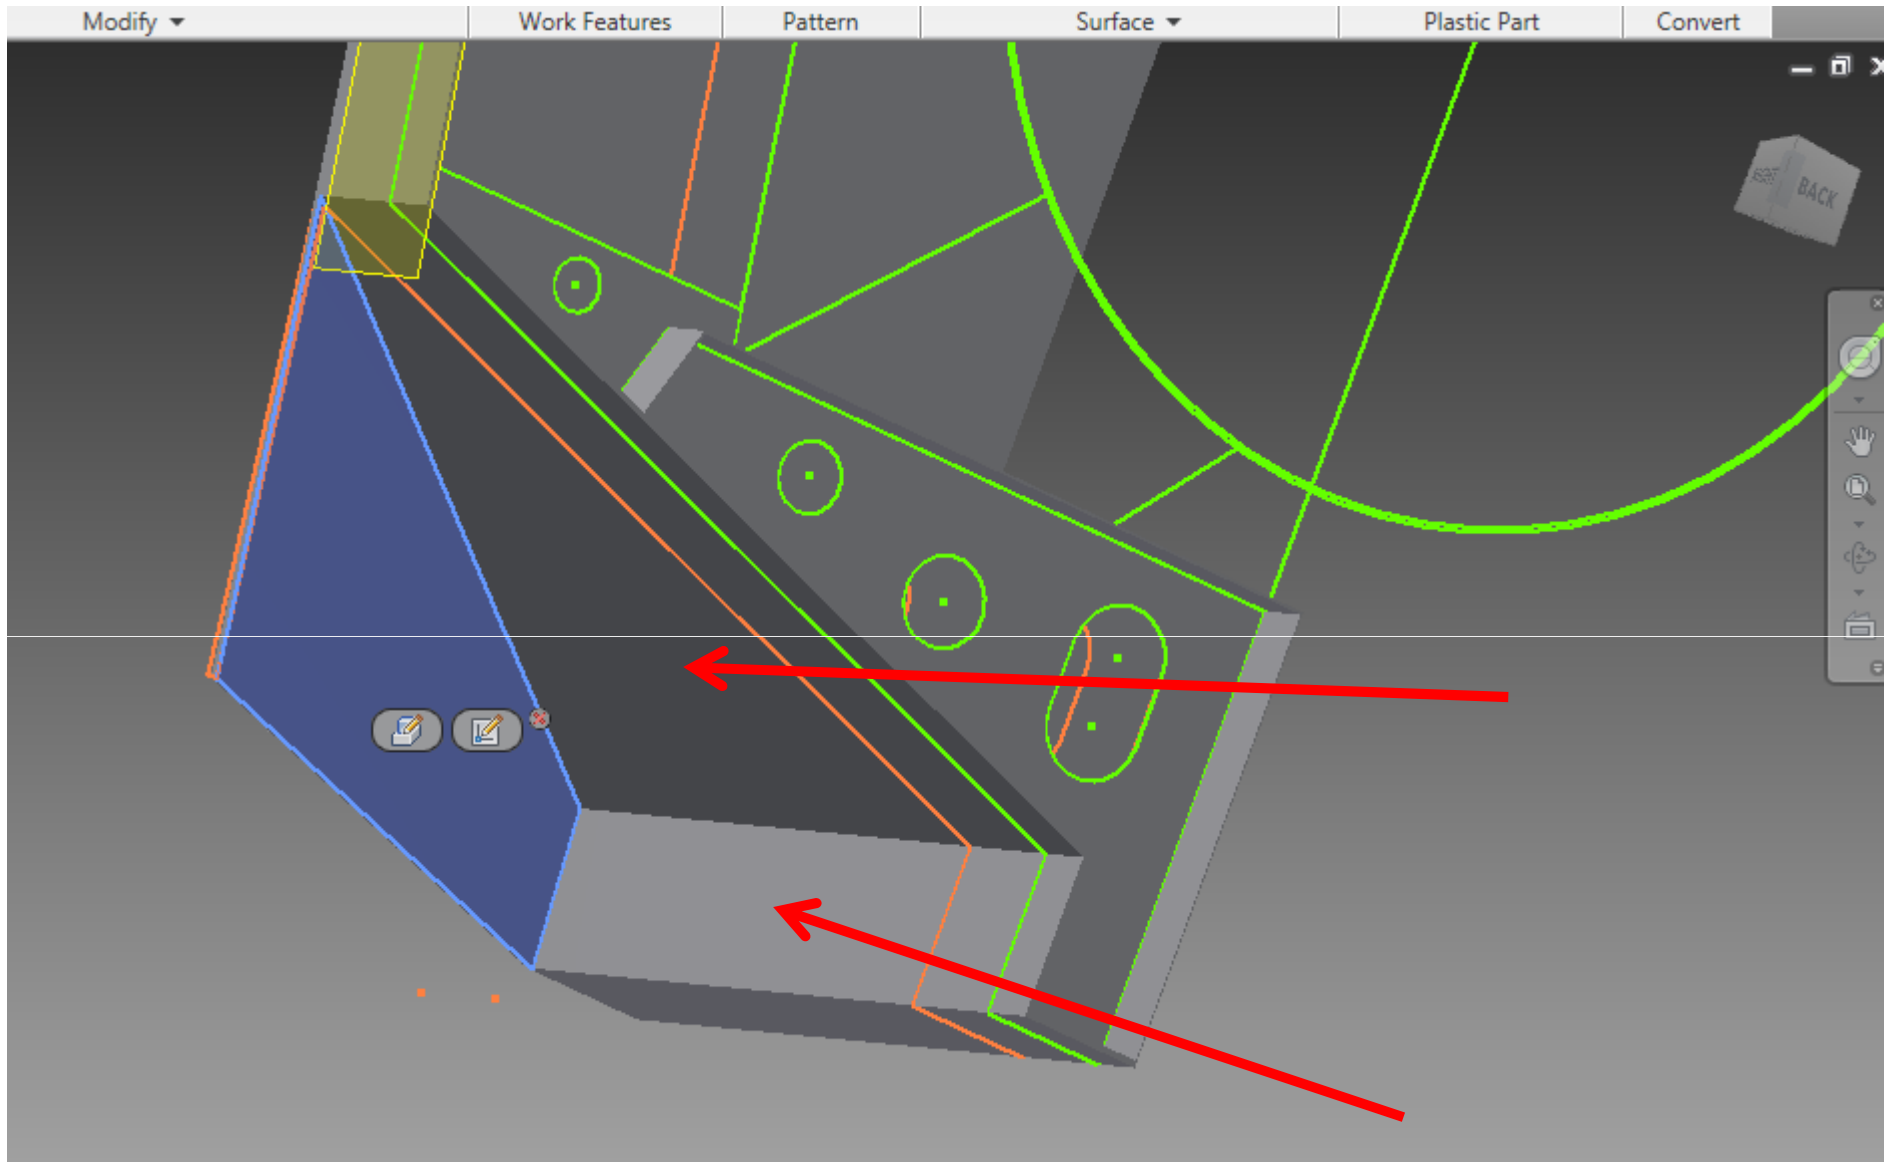 Modify
Work Features
Pattern
Surface
Plastic Part
Convert
BACK